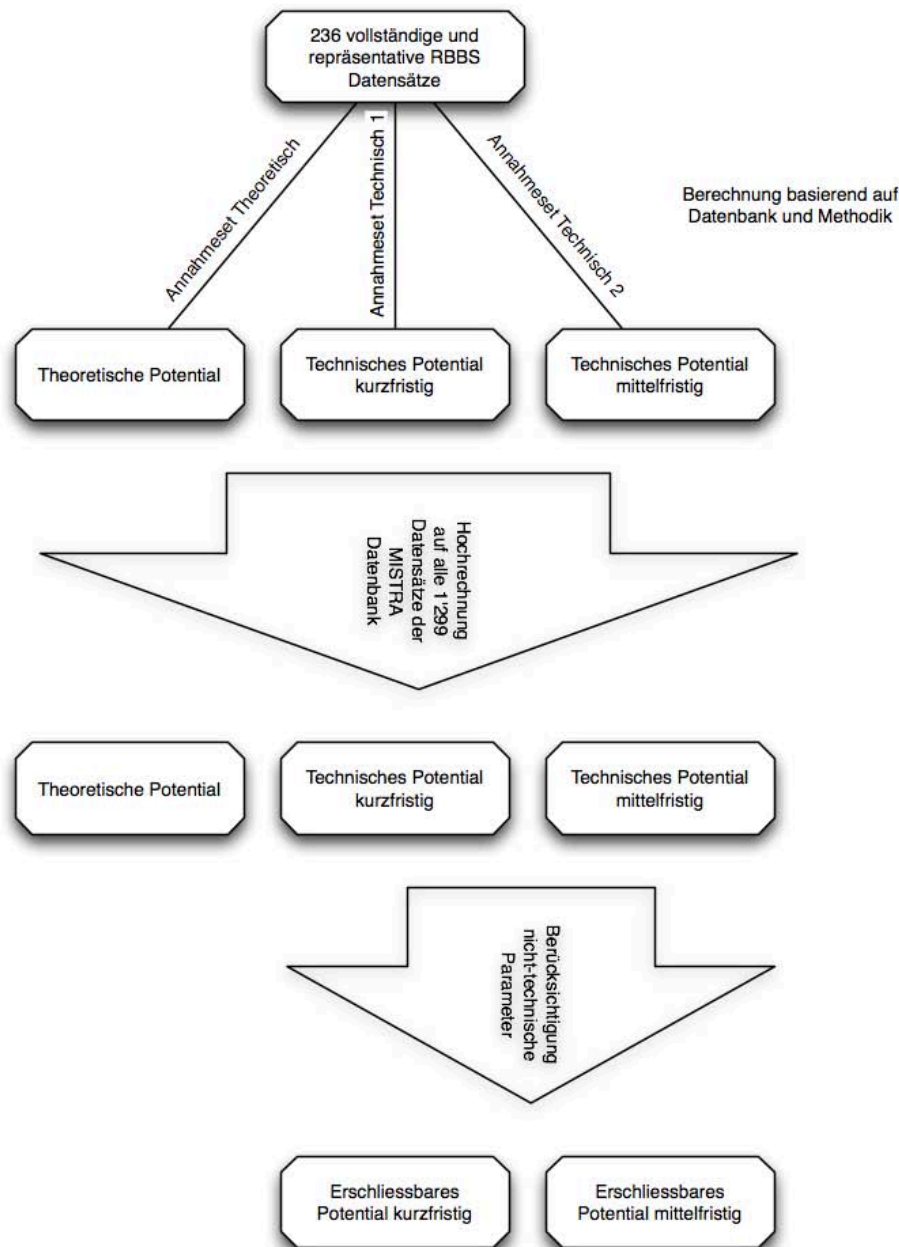 236 vollständige und
repräsentative RBBS
Datensätze
Annahmeset Theoretisch
Annahmeset Technisch 1
Annahmeset Technisch 2
Berechnung basierend auf
Datenbank und Methodik
Theoretische Potential
Technisches Potential
kurzfristig
Technisches Potential
mittelfristig
Hochrechnung
auf alle 1'299
Datensätze der
MISTRA
Datenbank
Theoretische Potential
Technisches Potential
kurzfristig
Technisches Potential
mittelfristig
Berücksichtigung
nicht-technische
Parameter
Erschliessbares
Potential kurzfristig
Erschliessbares
Potential mittelfristig